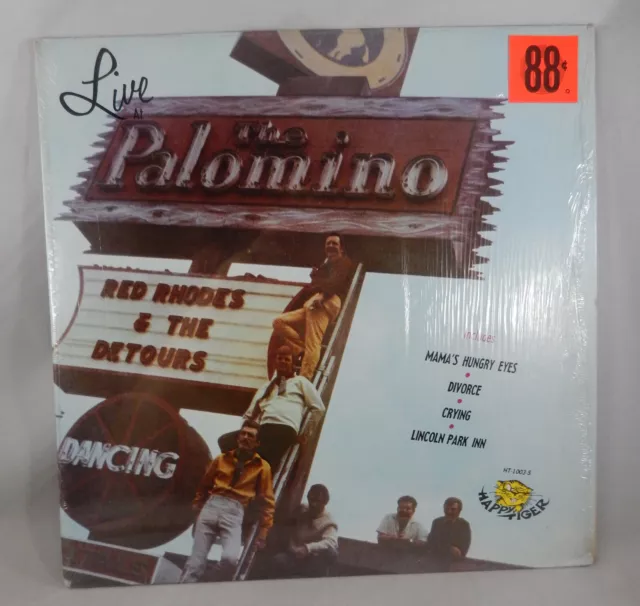 Live
At
88¢
The
Palomino
RED RHODES
& THE
DETOURS
DANCING
INCLUDES
MAMA'S HUNGRY EYES
DIVORCE
CRYING
LINCOLN PARK INN
HT-1002 S
HAPPY TIGER